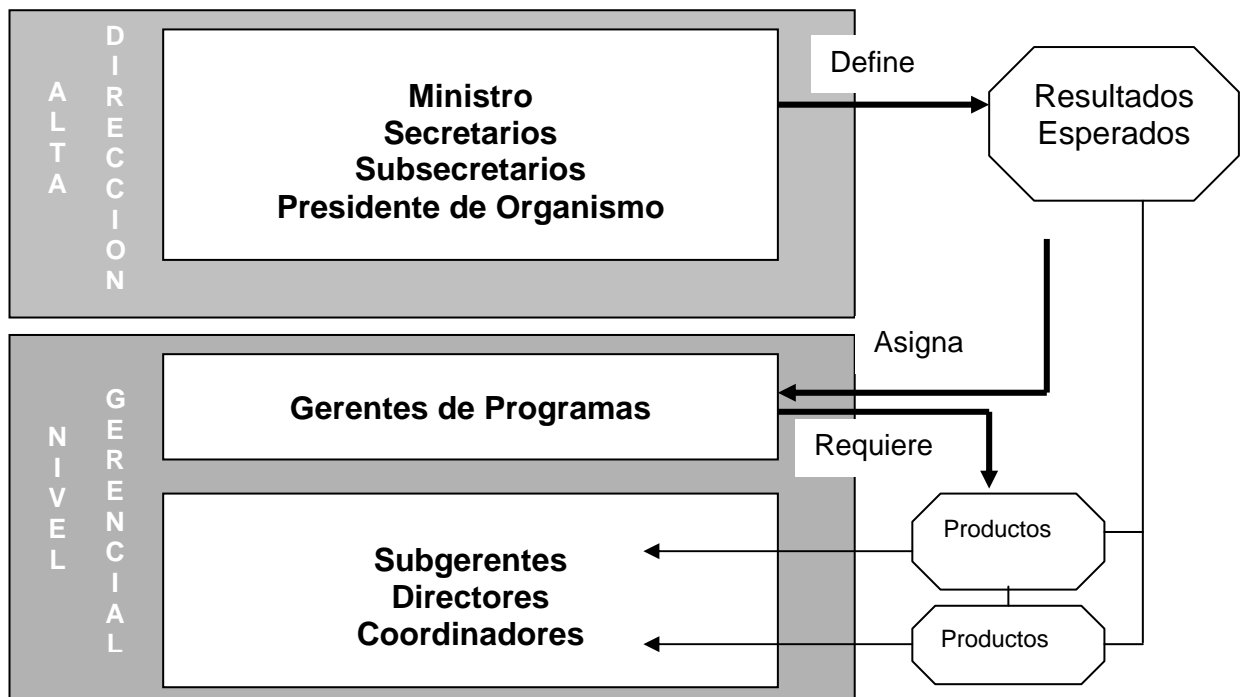 ALTA
DIRECCION
Ministro
Secretarios
Subsecretarios
Presidente de Organismo
Define
Resultados
Esperados
Asigna
NIVEL
GERENCIAL
Gerentes de Programas
Requiere
Productos
Subgerentes
Directores
Coordinadores
Productos